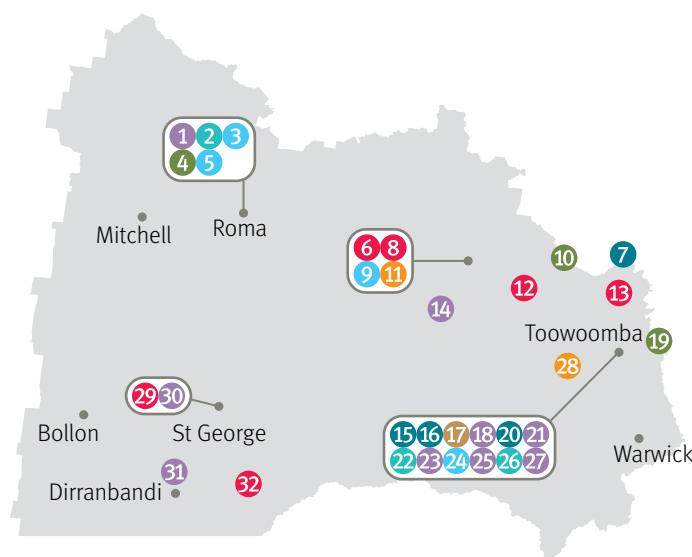 1 2 3
4 5
Mitchell
Roma
6 8
9 11
10
7
12
13
14
Toowoomba
19
28
29 30
Bollon
St George
15 16 17 18 20 21
22 23 24 25 26 27
Warwick
31
Dirranbandi
32